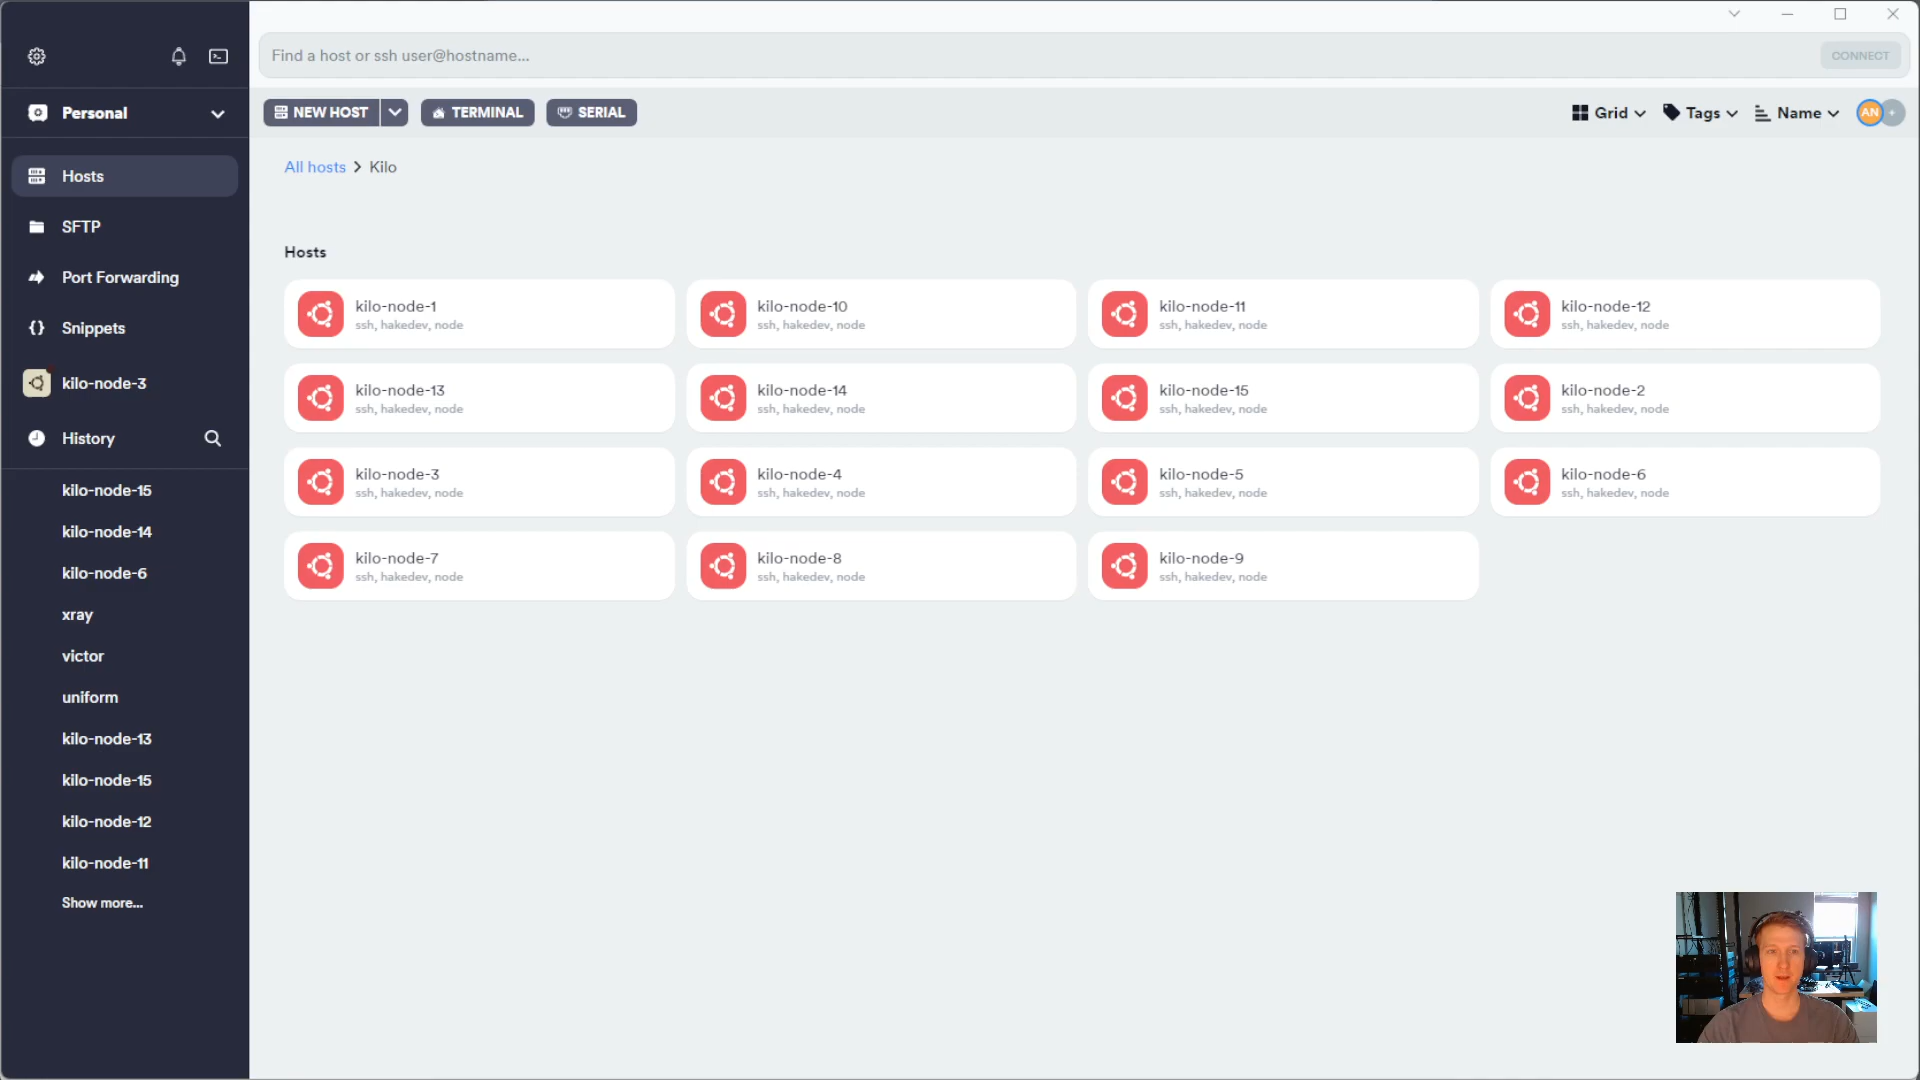 Find a host or ssh user@hostname...
CONNECT
Personal
NEW HOST
TERMINAL
SERIAL
Grid
Tags
Name
AN
+
Hosts
SFTP
Port Forwarding
Snippets
kilo-node-3
History
kilo-node-15
kilo-node-14
kilo-node-6
xray
victor
uniform
kilo-node-13
kilo-node-15
kilo-node-12
kilo-node-11
Show more...
All hosts > Kilo
Hosts
kilo-node-1
ssh, hakedev, node
kilo-node-10
ssh, hakedev, node
kilo-node-11
ssh, hakedev, node
kilo-node-12
ssh, hakedev, node
kilo-node-13
ssh, hakedev, node
kilo-node-14
ssh, hakedev, node
kilo-node-15
ssh, hakedev, node
kilo-node-2
ssh, hakedev, node
kilo-node-3
ssh, hakedev, node
kilo-node-4
ssh, hakedev, node
kilo-node-5
ssh, hakedev, node
kilo-node-6
ssh, hakedev, node
kilo-node-7
ssh, hakedev, node
kilo-node-8
ssh, hakedev, node
kilo-node-9
ssh, hakedev, node